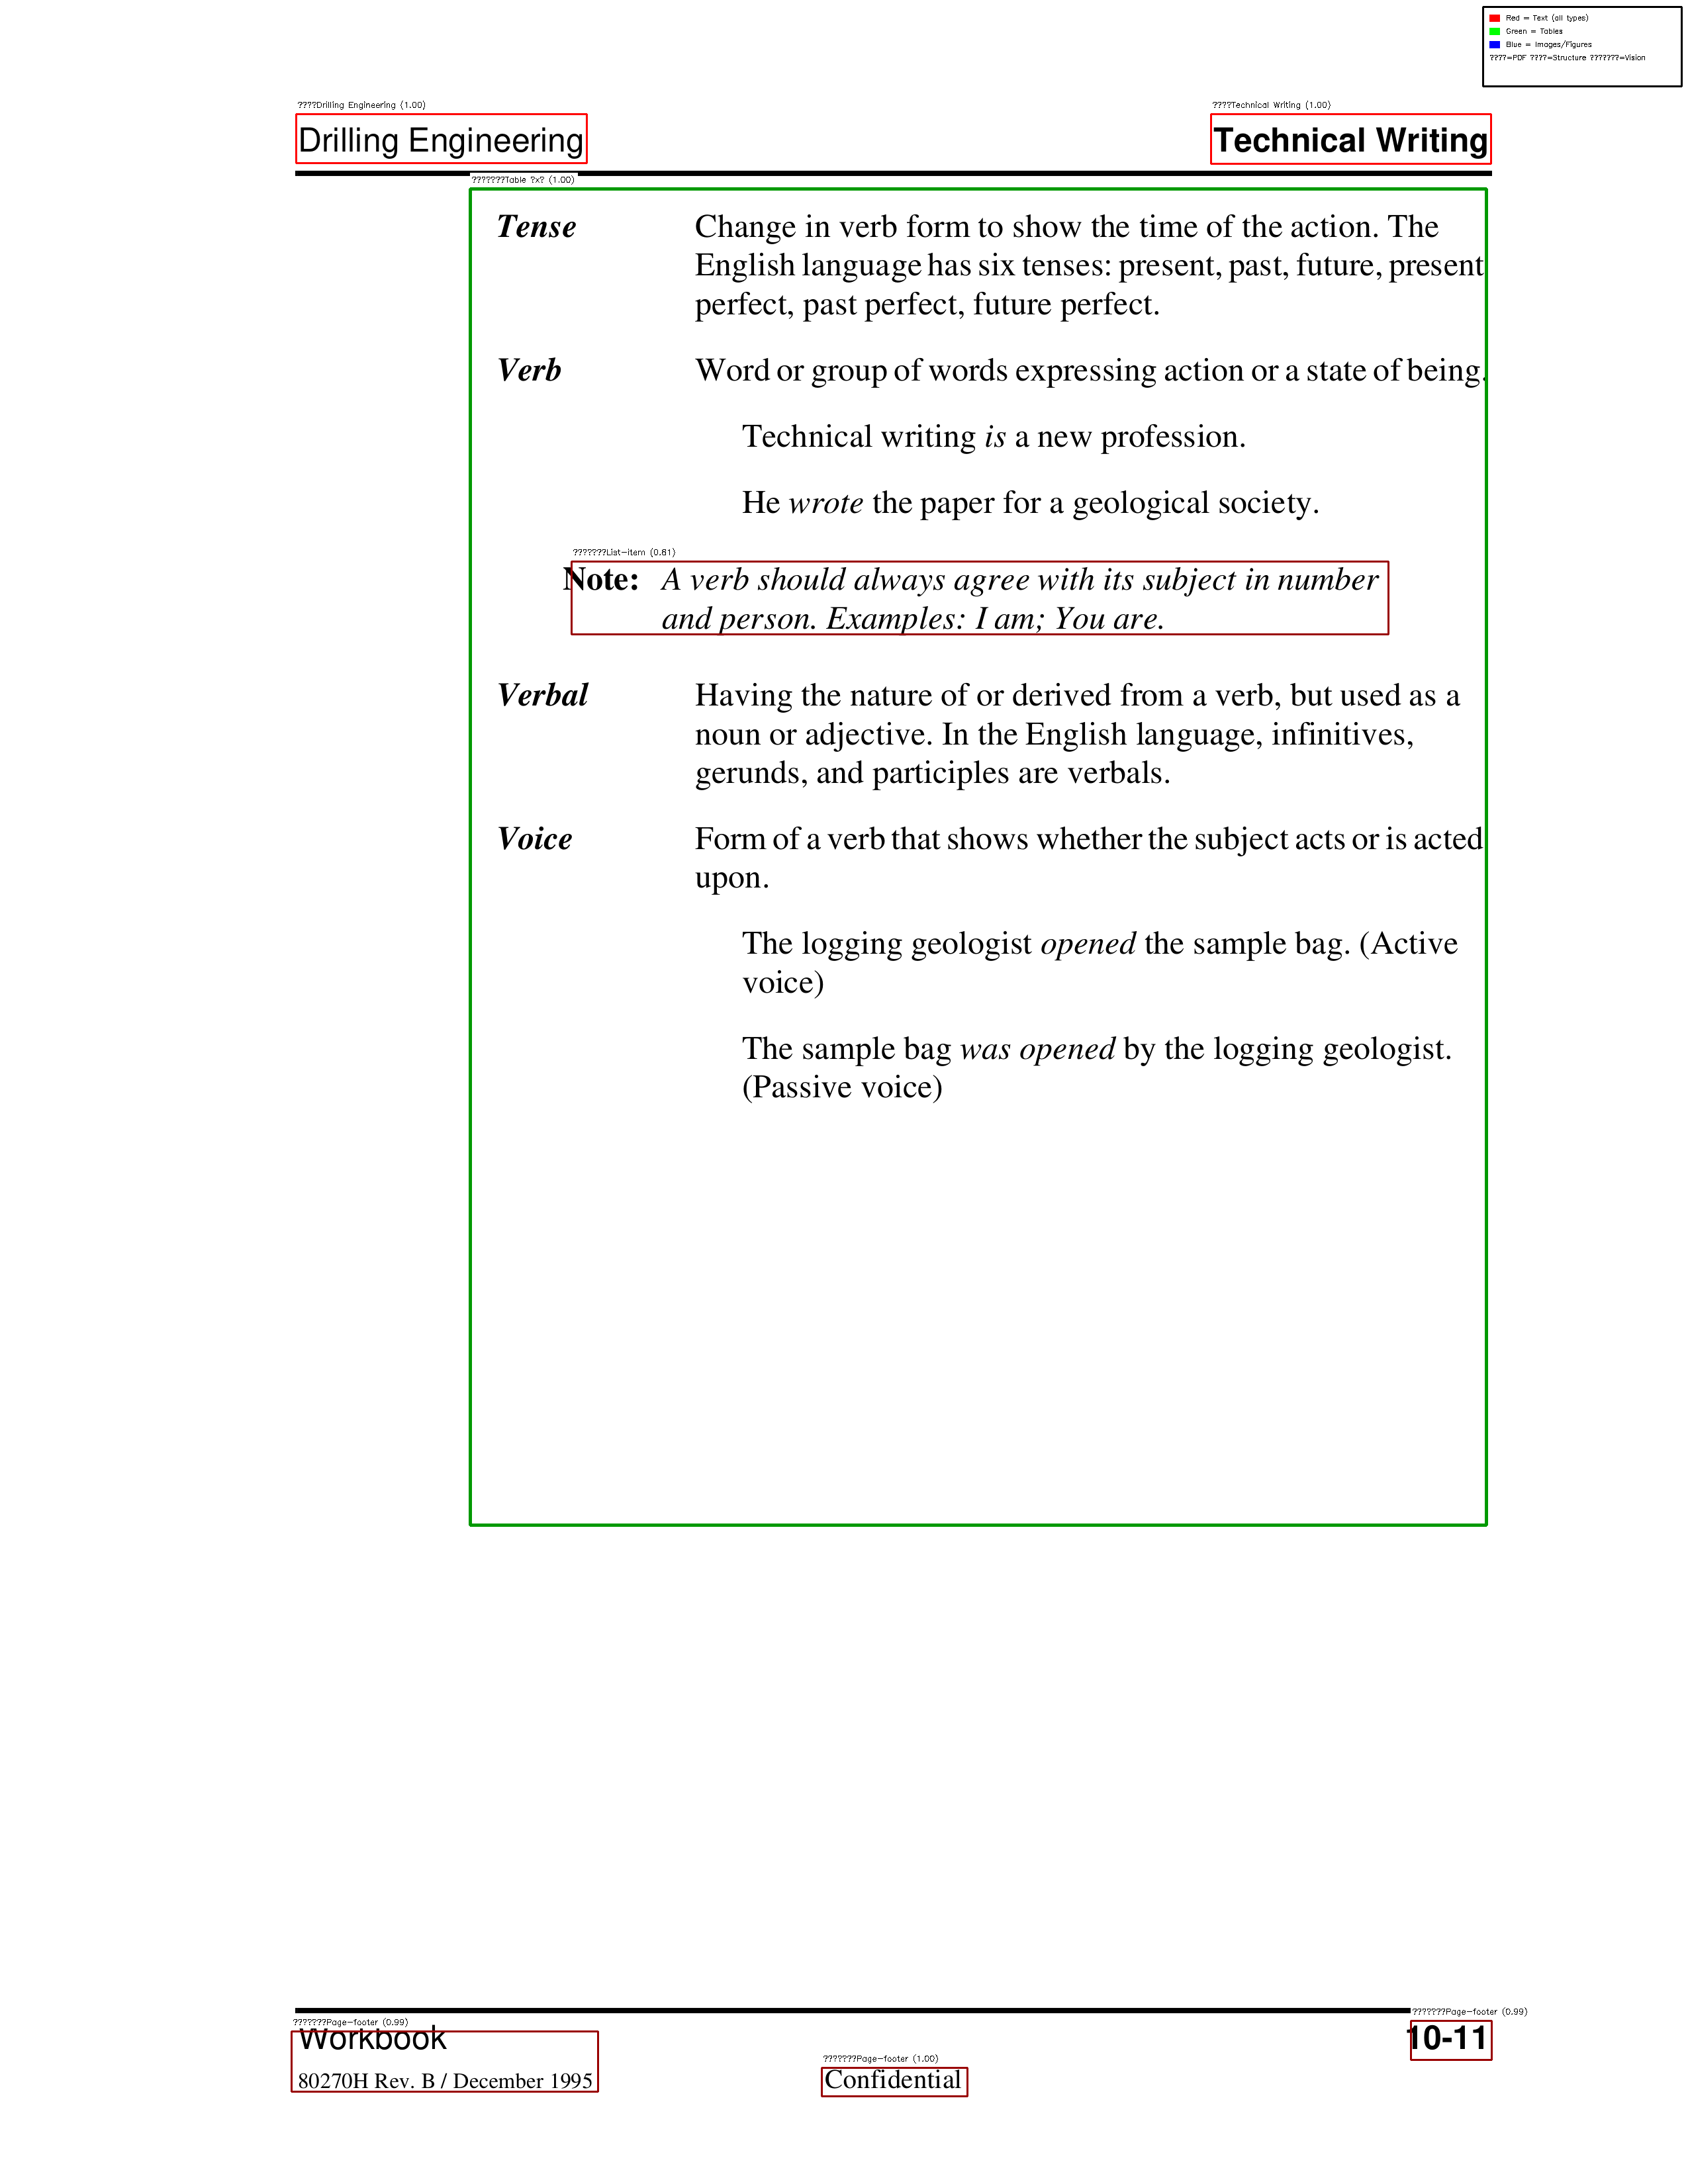 Red = Text (all types)
Green = Tables
Blue = Images/Figures
????=PDF ????=Structure ???????=Vision
????Drilling Engineering (1.00)
????Technical Writing (1.00)
Drilling Engineering
Technical Writing
???????Table ?x? (1.00)
Tense Change in verb form to show the time of the action. The
English language has six tenses: present, past, future, present
perfect, past perfect, future perfect.
Verb Word or group of words expressing action or a state of being.
Technical writing is a new profession.
He wrote the paper for a geological society.
???????List-item (0.61)
Note: A verb should always agree with its subject in number
and person. Examples: I am; You are.
Verbal Having the nature of or derived from a verb, but used as a
noun or adjective. In the English language, infinitives,
gerunds, and participles are verbals.
Voice Form of a verb that shows whether the subject acts or is acted
upon.
The logging geologist opened the sample bag. (Active
voice)
The sample bag was opened by the logging geologist.
(Passive voice)
???????Page-footer (0.99)
???????Page-footer (0.99)
Workbook
10-11
???????Page-footer (1.00)
80270H Rev. B / December 1995
Confidential